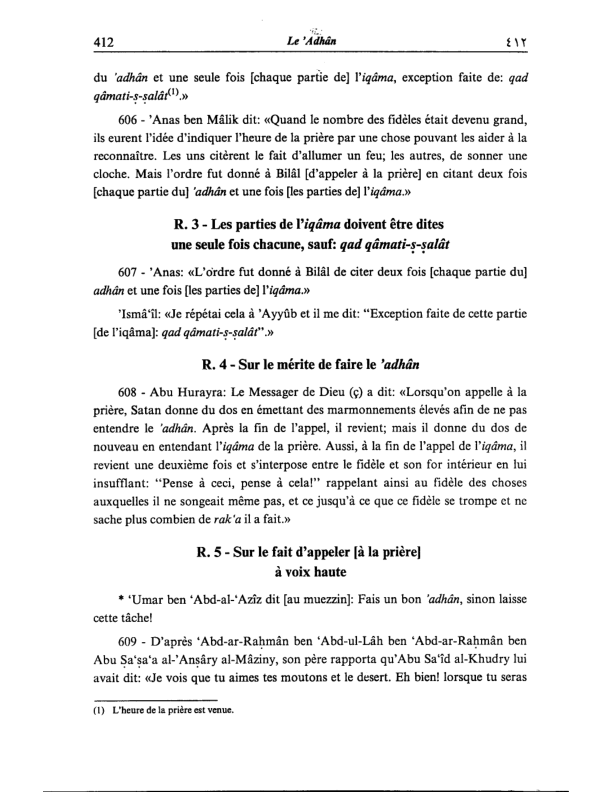 412 Le 'Adhân ٤١٢
du 'adhân et une seule fois [chaque partie de] l'iqâma, exception faite de: qad
qâmati-ṣ-ṣalât(1).»
606 - 'Anas ben Mâlik dit: «Quand le nombre des fidèles était devenu grand,
ils eurent l'idée d'indiquer l'heure de la prière par une chose pouvant les aider à la
reconnaître. Les uns citèrent le fait d'allumer un feu; les autres, de sonner une
cloche. Mais l'ordre fut donné à Bilâl [d'appeler à la prière] en citant deux fois
[chaque partie du] 'adhân et une fois [les parties de] l'iqâma.»
R. 3 - Les parties de l'iqâma doivent être dites
une seule fois chacune, sauf: qad qâmati-ṣ-ṣalât
607 - 'Anas: «L'ordre fut donné à Bilâl de citer deux fois [chaque partie du]
adhân et une fois [les parties de] l'iqâma.»
'Ismâ‘îl: «Je répétai cela à 'Ayyûb et il me dit: “Exception faite de cette partie
[de l'iqâma]: qad qâmati-ṣ-ṣalât”.»
R. 4 - Sur le mérite de faire le 'adhân
608 - Abu Hurayra: Le Messager de Dieu (ç) a dit: «Lorsqu'on appelle à la
prière, Satan donne du dos en émettant des marmonnements élevés afin de ne pas
entendre le 'adhân. Après la fin de l'appel, il revient; mais il donne du dos de
nouveau en entendant l'iqâma de la prière. Aussi, à la fin de l'appel de l'iqâma, il
revient une deuxième fois et s'interpose entre le fidèle et son for intérieur en lui
insufflant: “Pense à ceci, pense à cela!” rappelant ainsi au fidèle des choses
auxquelles il ne songeait même pas, et ce jusqu'à ce que ce fidèle se trompe et ne
sache plus combien de rak‘a il a fait.»
R. 5 - Sur le fait d'appeler [à la prière]
à voix haute
* ‘Umar ben ‘Abd-al-‘Azîz dit [au muezzin]: Fais un bon 'adhân, sinon laisse
cette tâche!
609 - D'après ‘Abd-ar-Raḥmân ben ‘Abd-ul-Lâh ben ‘Abd-ar-Raḥmân ben
Abu Ṣa‘ṣa‘a al-'Anṣâry al-Mâziny, son père rapporta qu'Abu Sa‘îd al-Khudry lui
avait dit: «Je vois que tu aimes tes moutons et le desert. Eh bien! lorsque tu seras
(1) L'heure de la prière est venue.